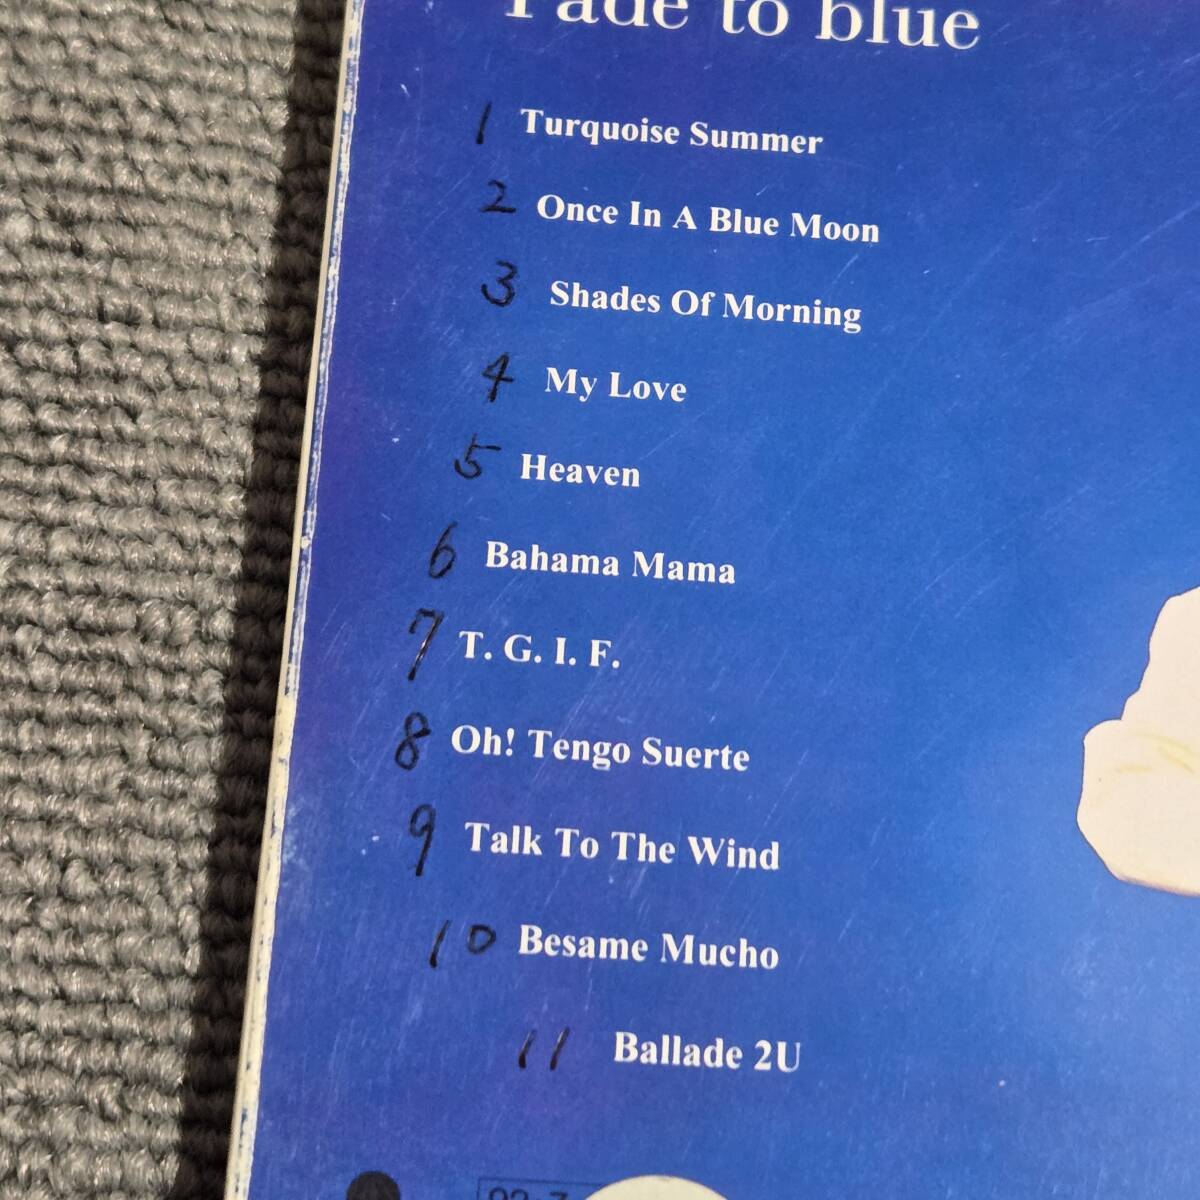 Fade to blue
1 Turquoise Summer
2 Once In A Blue Moon
3 Shades Of Morning
4 My Love
5 Heaven
6 Bahama Mama
7 T. G. I. F.
8 Oh! Tengo Suerte
9 Talk To The Wind
10 Besame Mucho
11 Ballade 2U